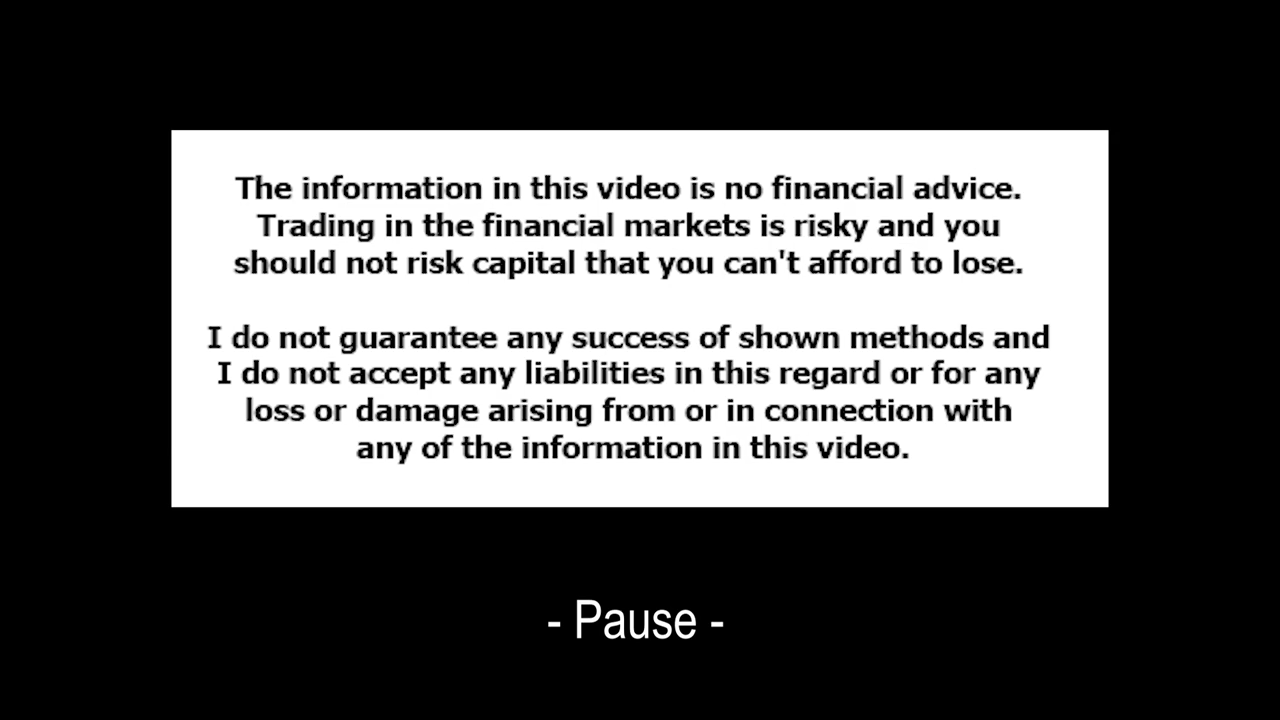 The information in this video is no financial advice.
Trading in the financial markets is risky and you
should not risk capital that you can't afford to lose.
I do not guarantee any success of shown methods and
I do not accept any liabilities in this regard or for any
loss or damage arising from or in connection with
any of the information in this video.
- Pause -